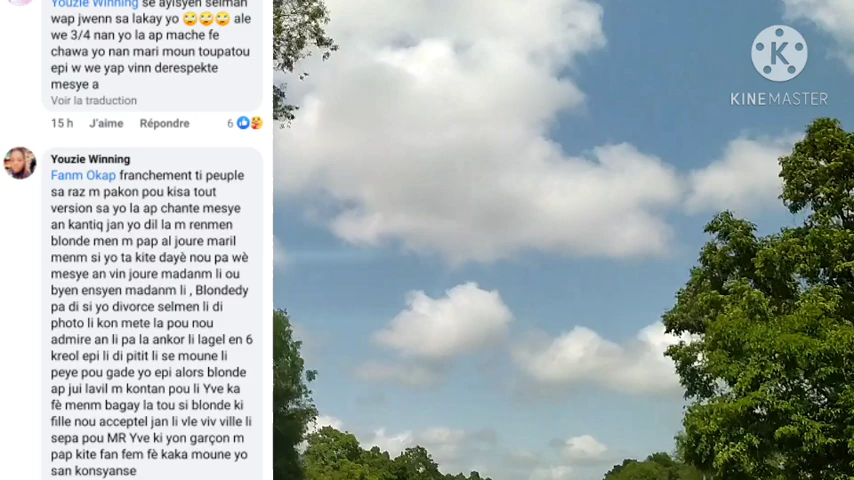 Youzie Winning se ayisyen selman
wap jwenn sa lakay yo 🙄🙄🙄 ale
we 3/4 nan yo la ap mache fe
chawa yo nan mari moun toupatou
epi w we yap vinn derespekte
mesye a
Voir la traduction
15 h J'aime Répondre 6
Youzie Winning
Fanm Okap franchement ti peuple
sa raz m pakon pou kisa tout
version sa yo la ap chante mesye
an kantiq jan yo dil la m renmen
blonde men m pap al joure maril
menm si yo ta kite dayè nou pa wè
mesye an vin joure madanm li ou
byen ensyen madanm li , Blondedy
pa di si yo divorce selmen li di
photo li kon mete la pou nou
admire an li pa la ankor li lagel en 6
kreol epi li di pitit li se moune li
peye pou gade yo epi alors blonde
ap jui lavil m kontan pou li Yve ka
fè menm bagay la tou si blonde ki
fille nou acceptel jan li vle viv ville li
sepa pou MR Yve ki yon garçon m
pap kite fan fem fè kaka moune yo
san konsyanse
KINEMASTER